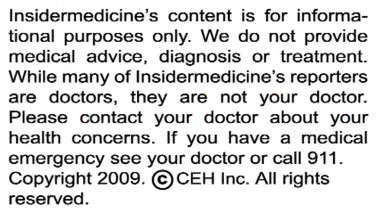 Insidermedicine's content is for informa-
tional purposes only. We do not provide
medical advice, diagnosis or treatment.
While many of Insidermedicine's reporters
are doctors, they are not your doctor.
Please contact your doctor about your
health concerns. If you have a medical
emergency see your doctor or call 911.
Copyright 2009. ©CEH Inc. All rights
reserved.